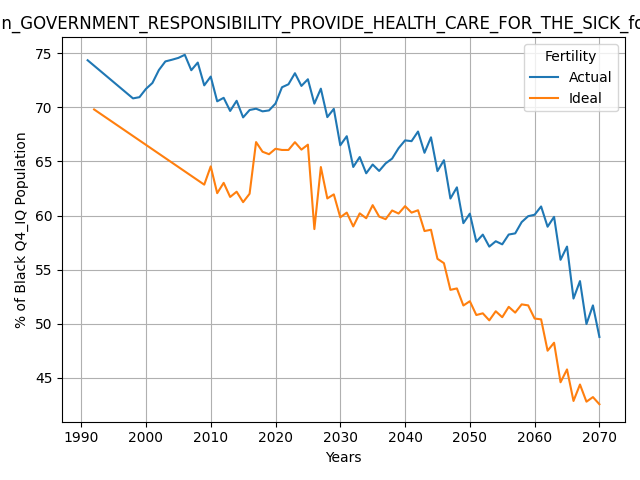 n_GOVERNMENT_RESPONSIBILITY_PROVIDE_HEALTH_CARE_FOR_THE_SICK_fo
Fertility
Actual
Ideal
% of Black Q4_IQ Population
75
70
65
60
55
50
45
1990 2000 2010 2020 2030 2040 2050 2060 2070
Years